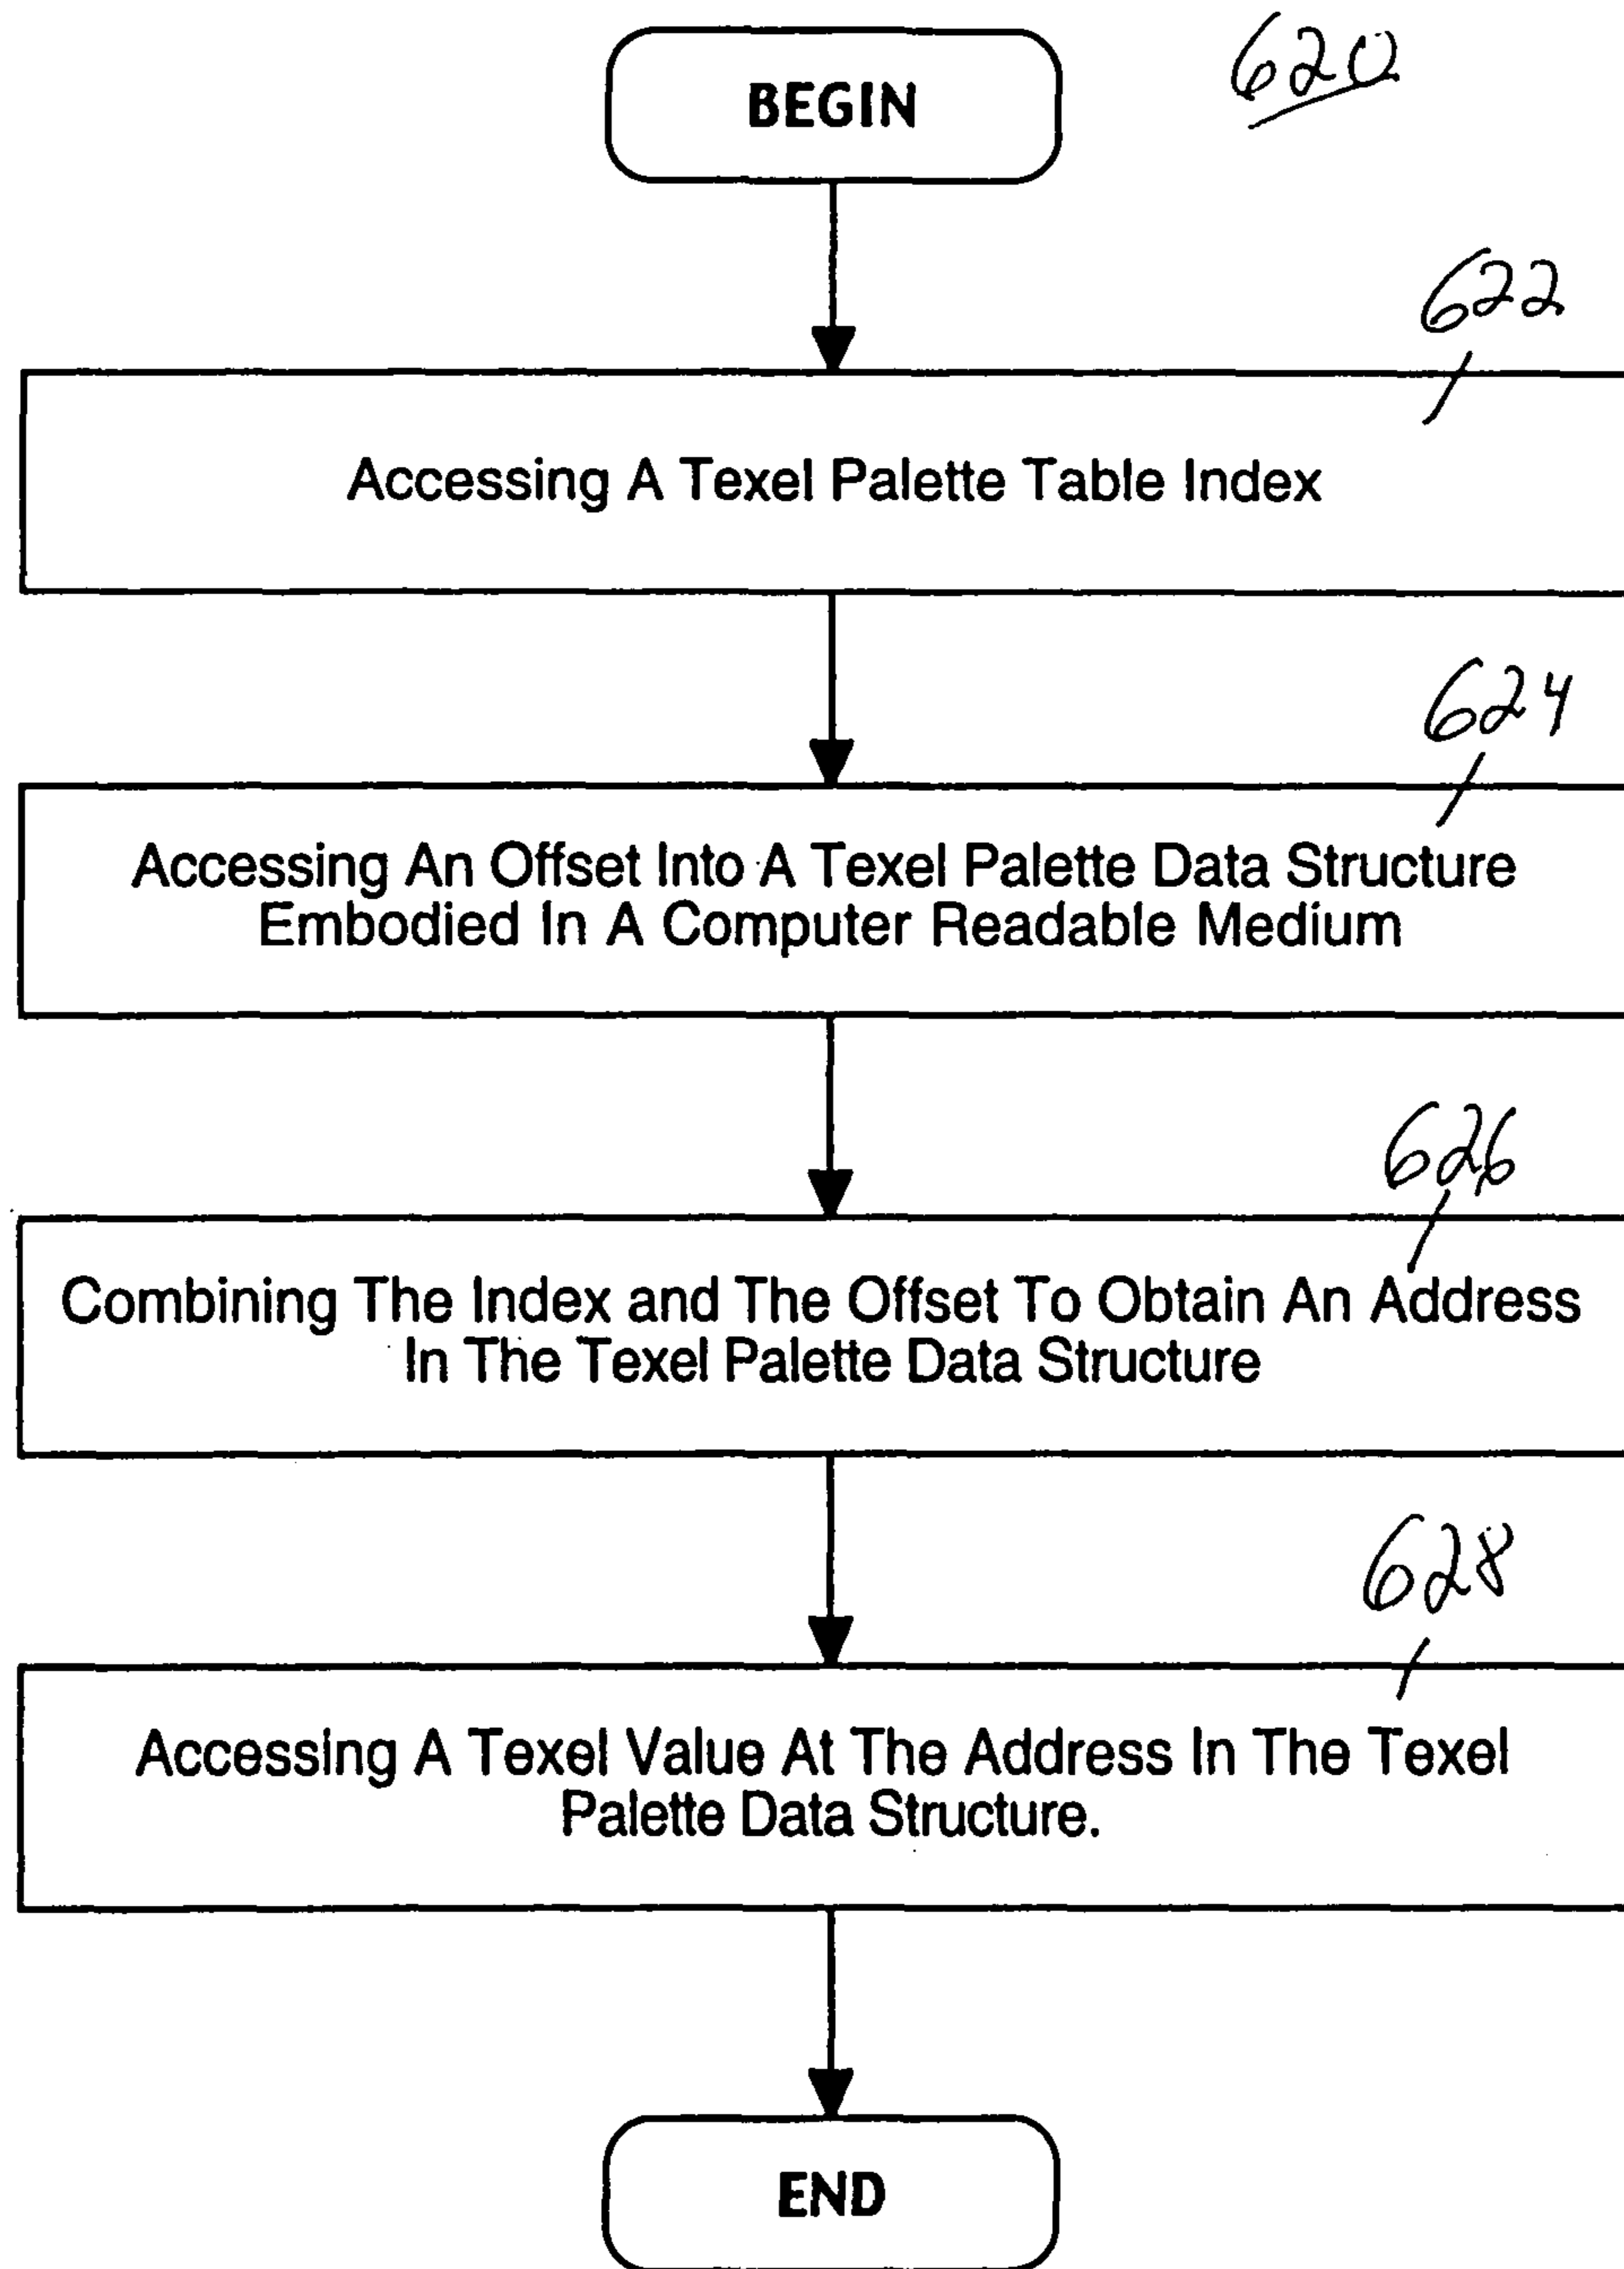 BEGIN
620
622
Accessing A Texel Palette Table Index
624
Accessing An Offset Into A Texel Palette Data Structure
Embodied In A Computer Readable Medium
626
Combining The Index and The Offset To Obtain An Address
In The Texel Palette Data Structure
628
Accessing A Texel Value At The Address In The Texel
Palette Data Structure.
END